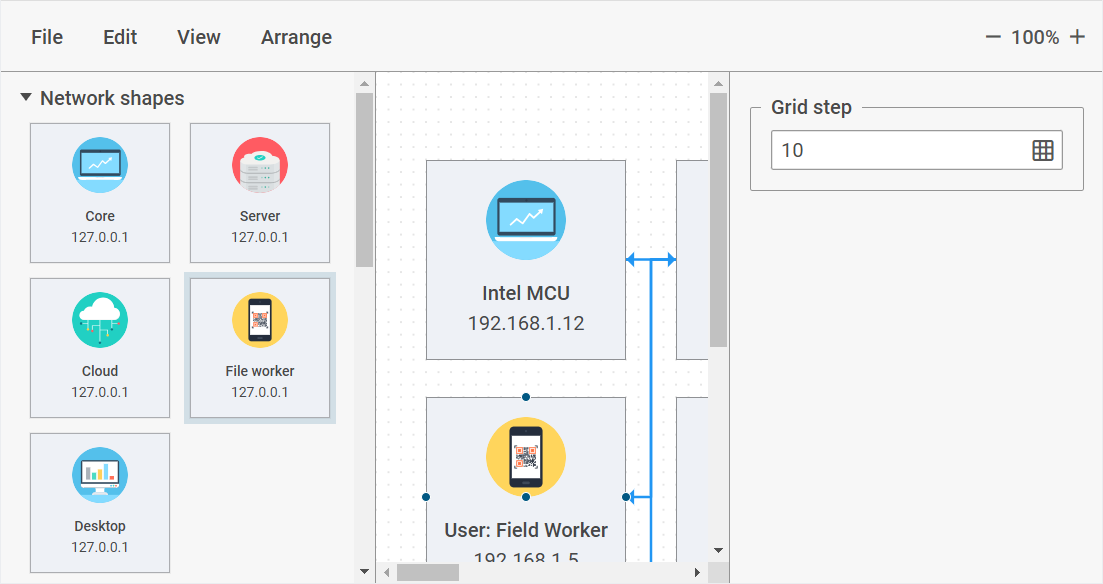 File Edit View Arrange 100%
Network shapes
Core
127.0.0.1
Server
127.0.0.1
Cloud
127.0.0.1
File worker
127.0.0.1
Desktop
127.0.0.1
Intel MCU
192.168.1.12
User: Field Worker
192.168.1.5
Grid step
10